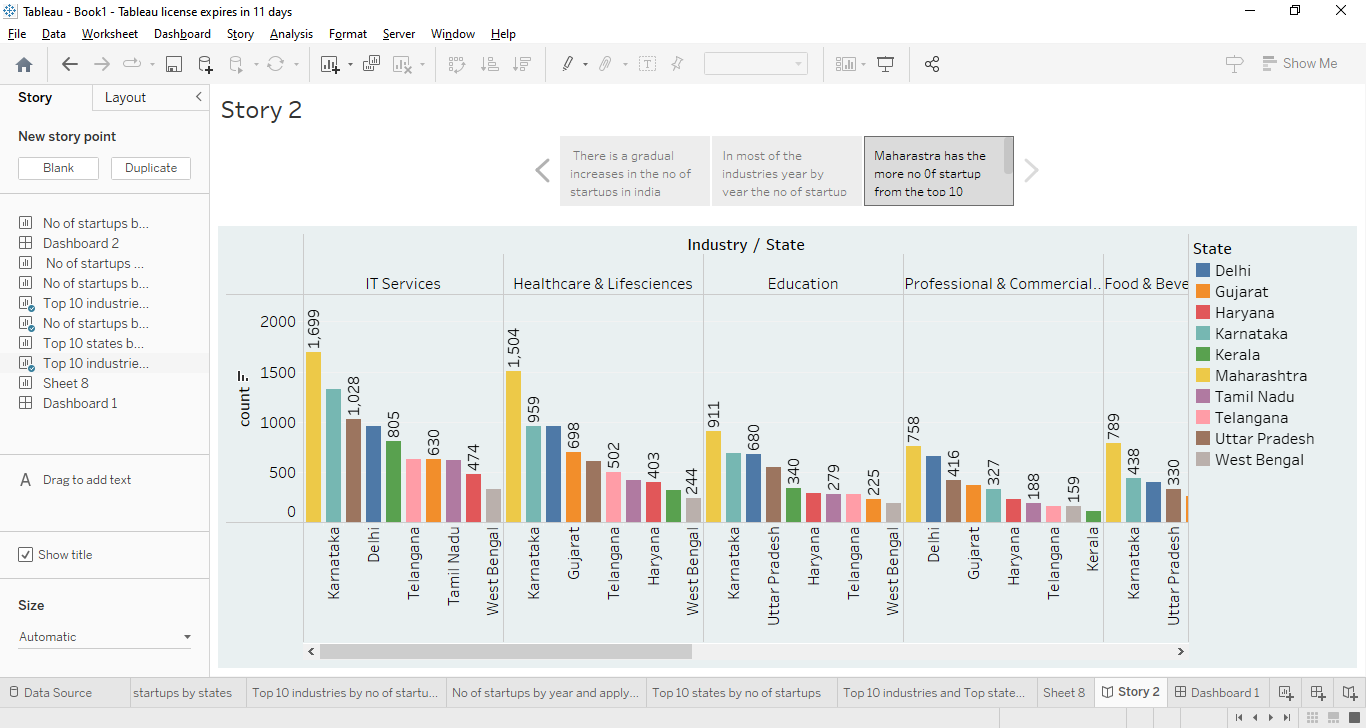 Tableau - Book1 - Tableau license expires in 11 days
File Data Worksheet Dashboard Story Analysis Format Server Window Help
Show Me
Story Layout
New story point
Blank Duplicate
No of startups b...
Dashboard 2
No of startups ...
No of startups b...
Top 10 industrie...
No of startups b...
Top 10 states b...
Top 10 industrie...
Sheet 8
Dashboard 1
A Drag to add text
Show title
Size
Automatic
Story 2
There is a gradual
increases in the no of
startups in india
In most of the
industries year by
year the no of startup
Maharastra has the
more no 0f startup
from the top 10
Industry / State
IT Services
Healthcare & Lifesciences
Education
Professional & Commercial..
Food & Beve
count
2000
1500
1000
500
0
1,699
1,028
805
630
474
1,504
959
698
502
403
244
911
680
340
279
225
758
416
327
188
159
789
438
330
Karnataka
Delhi
Telangana
Tamil Nadu
West Bengal
Karnataka
Gujarat
Telangana
Haryana
West Bengal
Karnataka
Uttar Pradesh
Haryana
Telangana
West Bengal
Delhi
Gujarat
Haryana
Telangana
Kerala
Karnataka
Uttar Pradesh
State
Delhi
Gujarat
Haryana
Karnataka
Kerala
Maharashtra
Tamil Nadu
Telangana
Uttar Pradesh
West Bengal
Data Source startups by states Top 10 industries by no of startu... No of startups by year and apply... Top 10 states by no of startups Top 10 industries and Top state... Sheet 8 Story 2 Dashboard 1